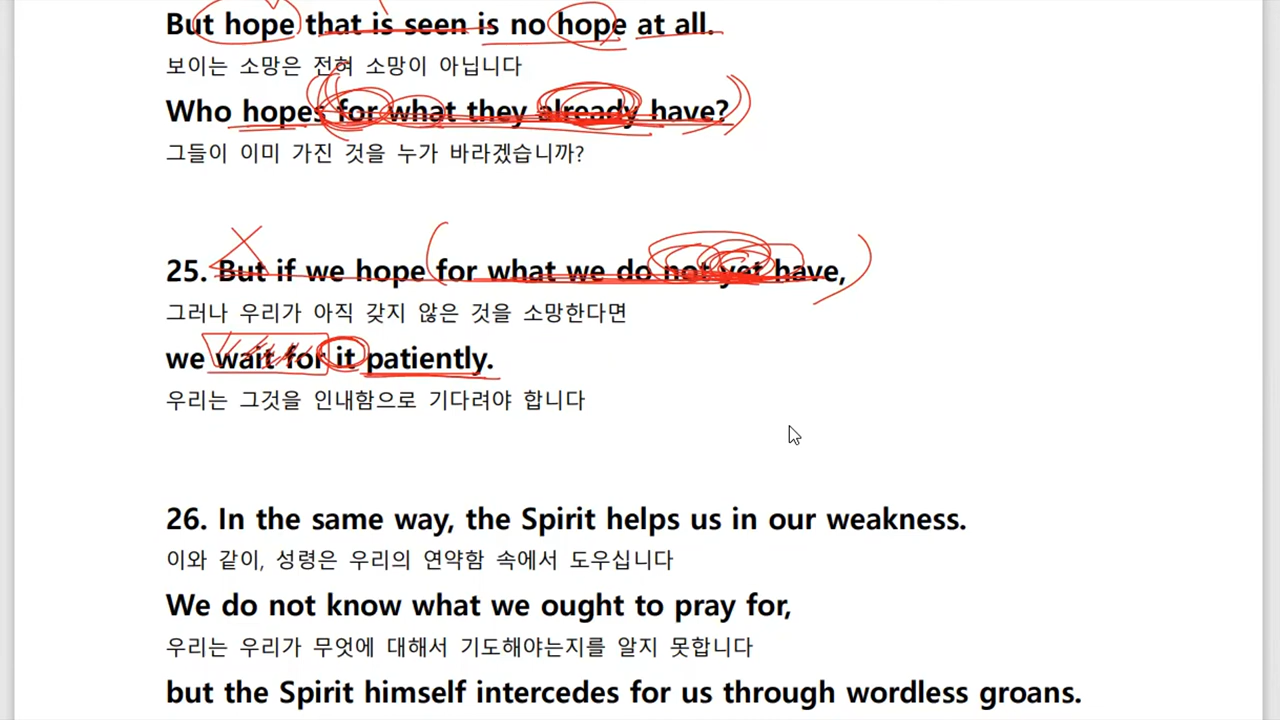 But hope that is seen is no hope at all.
보이는 소망은 전혀 소망이 아닙니다
Who hopes for what they already have?
그들이 이미 가진 것을 누가 바라겠습니까?
25. But if we hope for what we do not yet have,
그러나 우리가 아직 갖지 않은 것을 소망한다면
we wait for it patiently.
우리는 그것을 인내함으로 기다려야 합니다
26. In the same way, the Spirit helps us in our weakness.
이와 같이, 성령은 우리의 연약함 속에서 도우십니다
We do not know what we ought to pray for,
우리는 우리가 무엇에 대해서 기도해야는지를 알지 못합니다
but the Spirit himself intercedes for us through wordless groans.